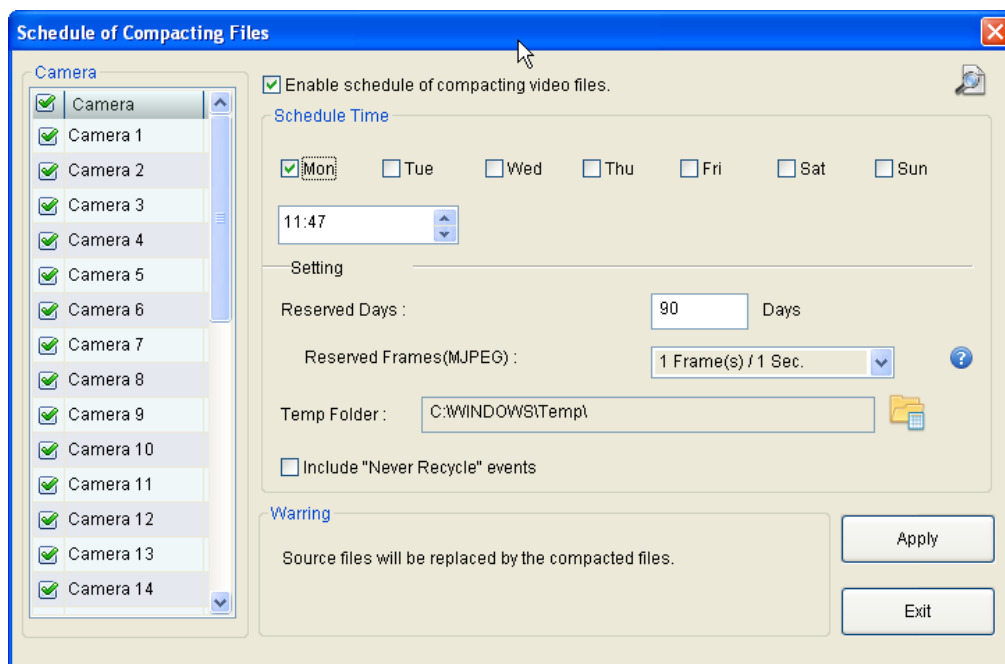 Schedule of Compacting Files
Camera
Camera
Camera 1
Camera 2
Camera 3
Camera 4
Camera 5
Camera 6
Camera 7
Camera 8
Camera 9
Camera 10
Camera 11
Camera 12
Camera 13
Camera 14
Enable schedule of compacting video files.
Schedule Time
Mon Tue Wed Thu Fri Sat Sun
11:47
Setting
Reserved Days : 90 Days
Reserved Frames(MJPEG) : 1 Frame(s) / 1 Sec. ?
Temp Folder : C:\WINDOWS\Temp\
Include "Never Recycle" events
Warring
Source files will be replaced by the compacted files.
Apply
Exit